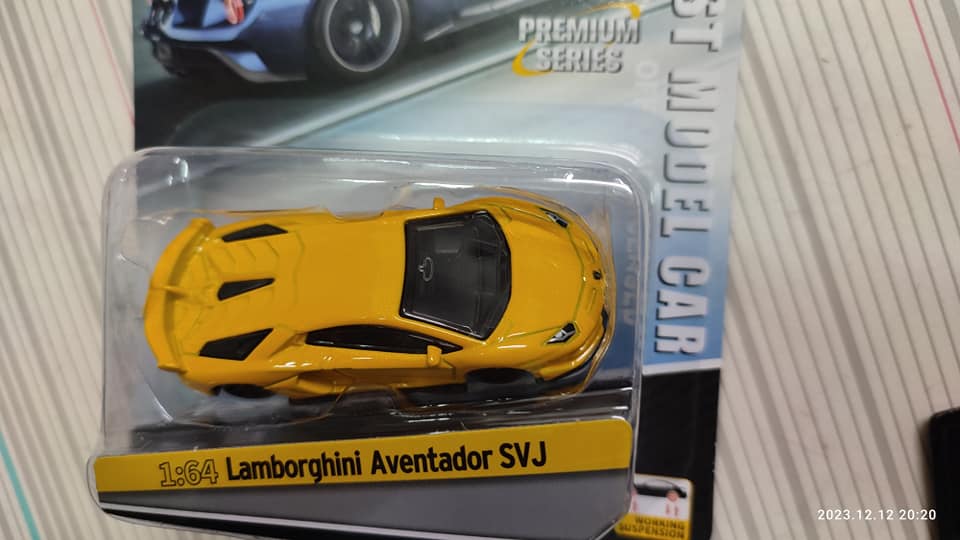 PREMIUM
SERIES
ST MODEL CAR
1:64 Lamborghini Aventador SVJ
WORKING
SUSPENSION
2023.12.12 20:20